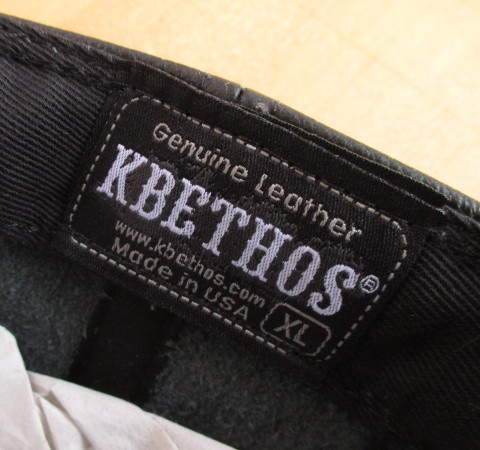 Genuine Leather
KBETHOS®
www.kbethos.com
Made in USA
XL